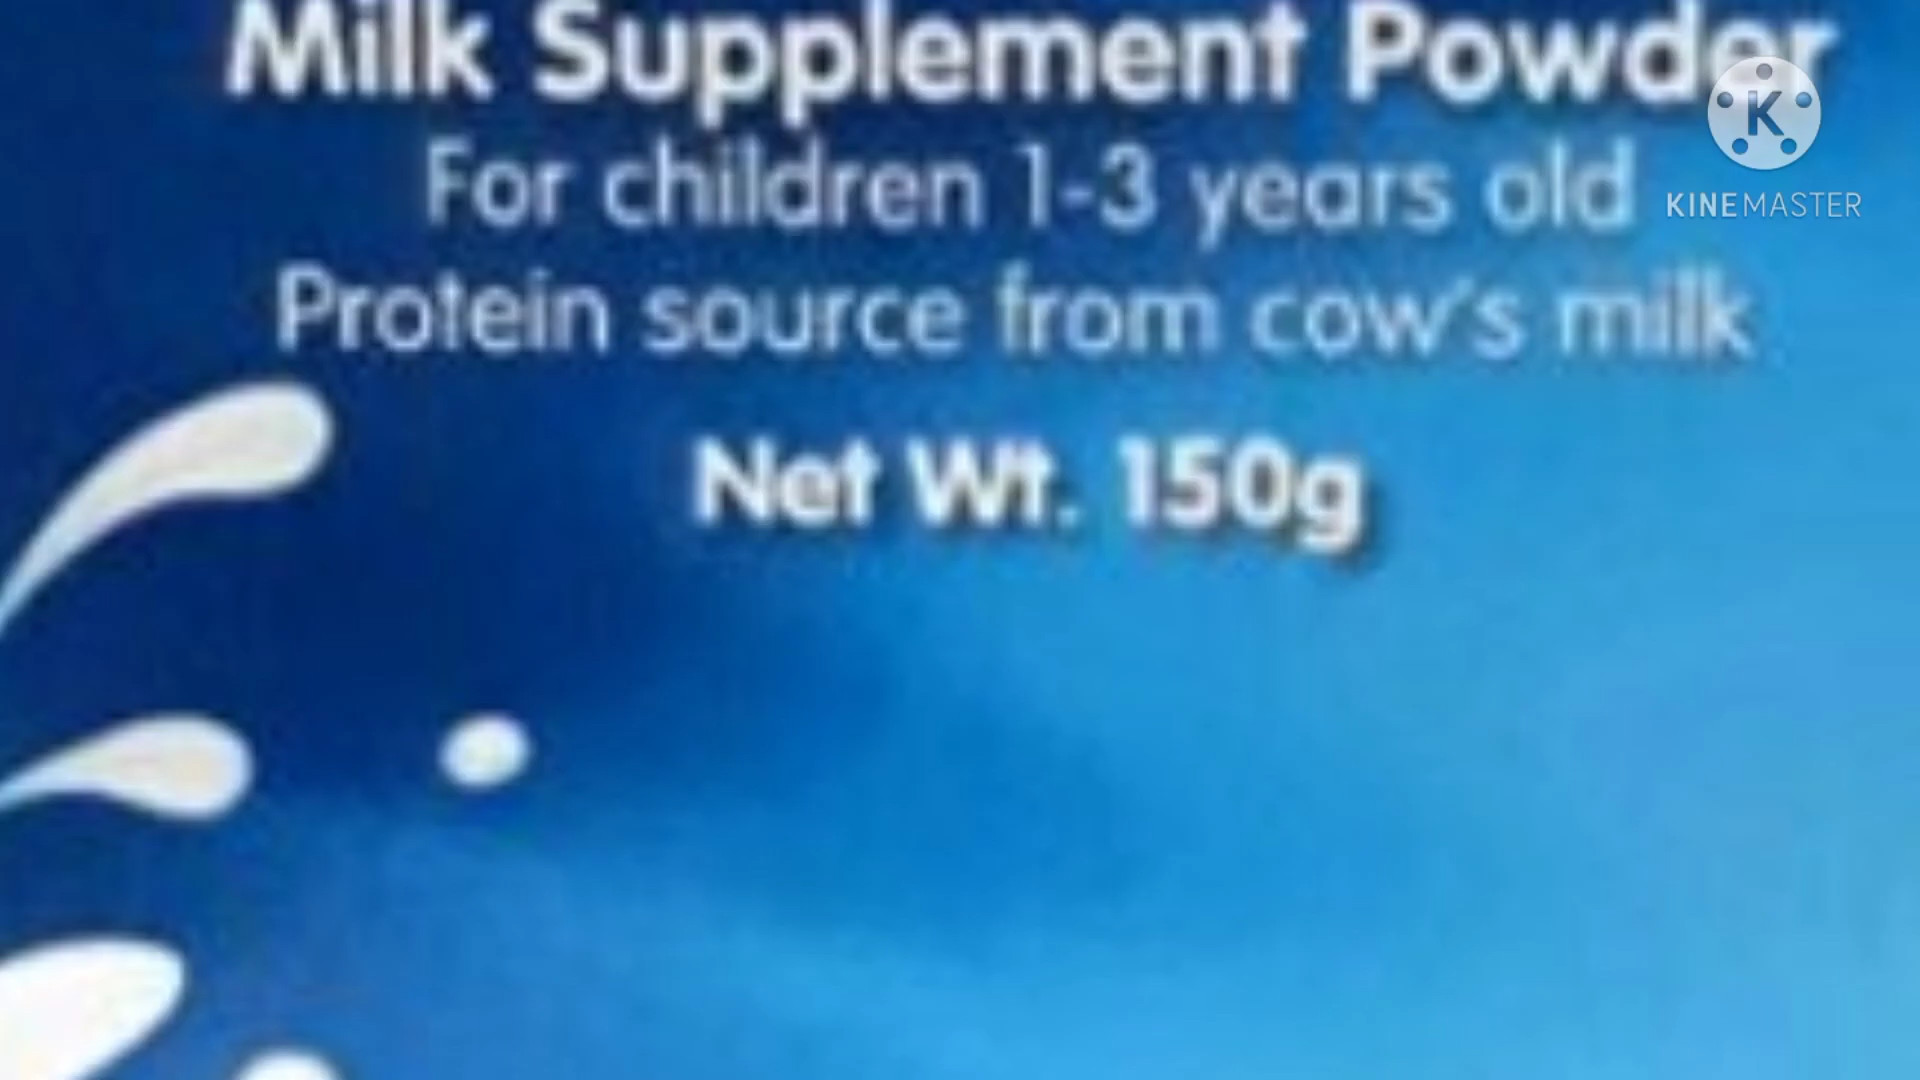 Milk Supplement Powder
For children 1-3 years old
Protein source from cow's milk
Net Wt. 150g
K
KINEMASTER